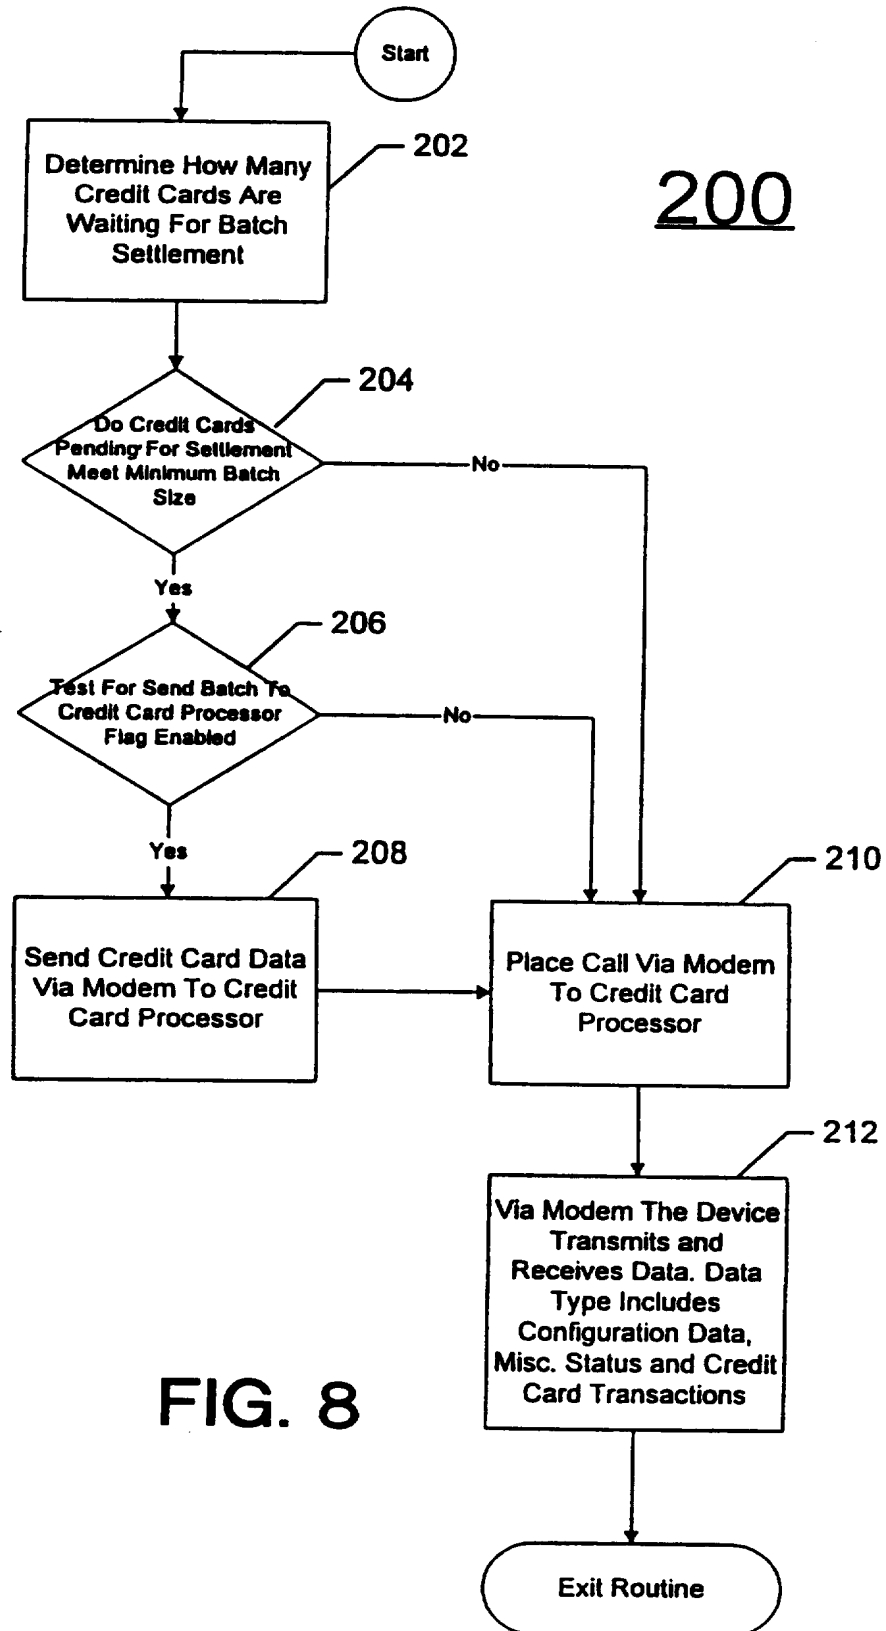 Start
Determine How Many
Credit Cards Are
Waiting For Batch
Settlement
202
200
204
Do Credit Cards
Pending For Settlement
Meet Minimum Batch
Size
No
Yes
206
Test For Send Batch To
Credit Card Processor
Flag Enabled
No
Yes
208
210
Send Credit Card Data
Via Modem To Credit
Card Processor
Place Call Via Modem
To Credit Card
Processor
212
Via Modem The Device
Transmits and
Receives Data. Data
Type Includes
Configuration Data,
Misc. Status and Credit
Card Transactions
FIG. 8
Exit Routine